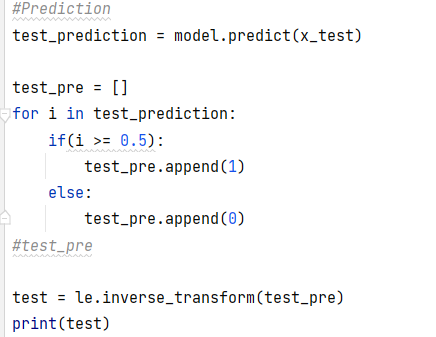 #Prediction
test_prediction = model.predict(x_test)
test_pre = []
for i in test_prediction:
    if(i >= 0.5):
        test_pre.append(1)
    else:
        test_pre.append(0)
#test_pre
test = le.inverse_transform(test_pre)
print(test)